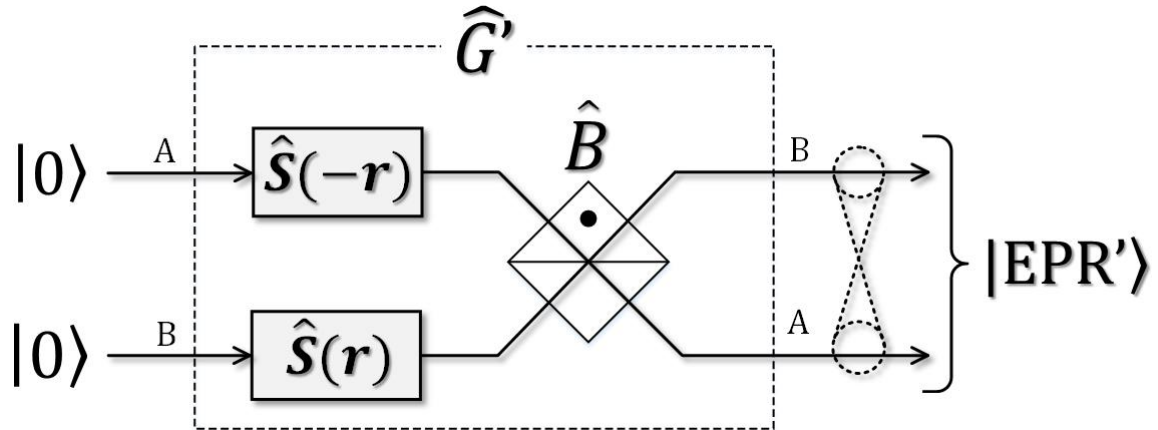 Ĝ'
|0⟩ A Ŝ(-r) B̂ B
|EPR'⟩
|0⟩ B Ŝ(r) A